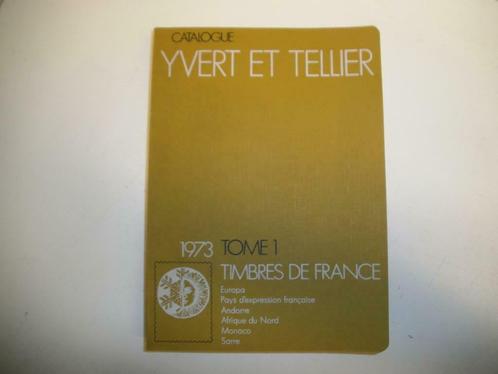 CATALOGUE
YVERT ET TELLIER
1973 TOME 1
TIMBRES DE FRANCE
Europa
Pays d'expression française
Andorre
Afrique du Nord
Monaco
Sarre